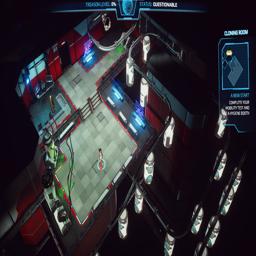 TREASON LEVEL: 0% STATUS: QUESTIONABLE
CLONING ROOM
A NEW START
COMPLETE YOUR
MOBILITY TEST AND
A HYGIENE BOOTH